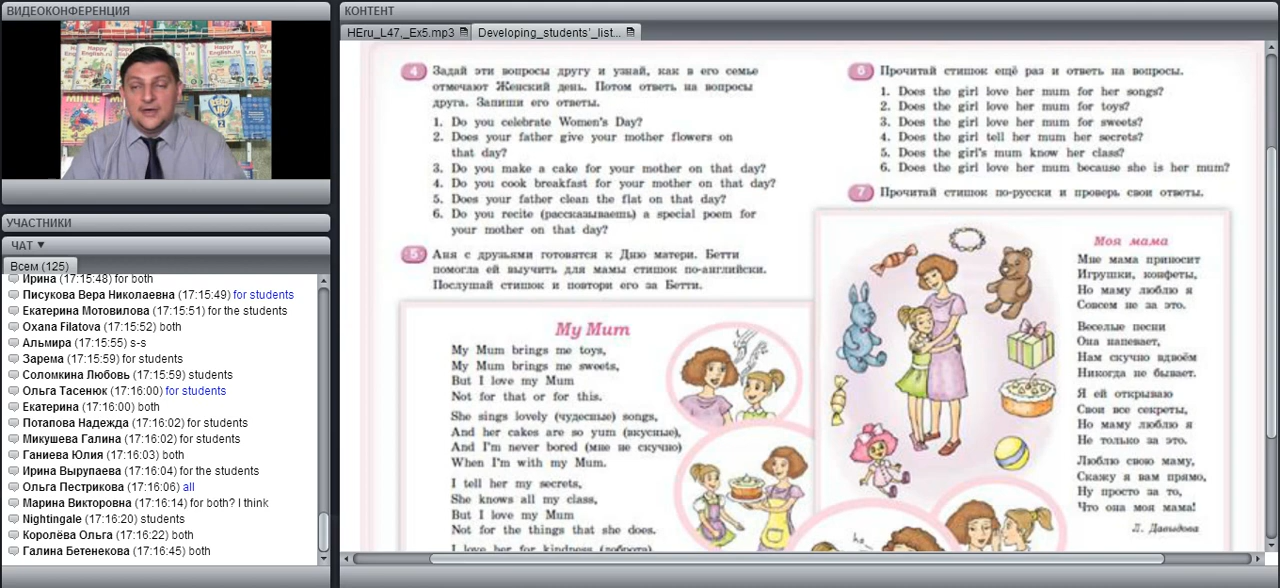 ВИДЕОКОНФЕРЕНЦИЯ
Happy English.ru
MILLIE
УЧАСТНИКИ
ЧАТ ▼
Всем (125)
Ирина (17:15:48) for both
Писукова Вера Николаевна (17:15:49) for students
Екатерина Мотовилова (17:15:51) for the students
Oxana Filatova (17:15:52) both
Альмира (17:15:55) s-s
Зарема (17:15:59) for students
Соломкина Любовь (17:15:59) students
Ольга Тасенюк (17:16:00) for students
Екатерина (17:16:00) both
Потапова Надежда (17:16:02) for students
Микушева Галина (17:16:02) for students
Ганиева Юлия (17:16:03) both
Ирина Вырупаева (17:16:04) for the students
Ольга Пестрикова (17:16:06) all
Марина Викторовна (17:16:14) for both? I think
Nightingale (17:16:20) students
Королёва Ольга (17:16:22) both
Галина Бетенекова (17:16:45) both
КОНТЕНТ
HEru_L47,_Ex5.mp3
Developing_students'_list...
4 Задай эти вопросы другу и узнай, как в его семье
отмечают Женский день. Потом ответь на вопросы
друга. Запиши его ответы.
1. Do you celebrate Women's Day?
2. Does your father give your mother flowers on
that day?
3. Do you make a cake for your mother on that day?
4. Do you cook breakfast for your mother on that day?
5. Does your father clean the flat on that day?
6. Do you recite (рассказываешь) a special poem for
your mother on that day?
5 Аня с друзьями готовятся к Дню матери. Бетти
помогла ей выучить для мамы стишок по-английски.
Послушай стишок и повтори его за Бетти.
My Mum
My Mum brings me toys,
My Mum brings me sweets,
But I love my Mum
Not for that or for this.
She sings lovely (чудесные) songs,
And her cakes are so yum (вкусные),
And I'm never bored (мне не скучно)
When I'm with my Mum.
I tell her my secrets,
She knows all my class,
But I love my Mum
Not for the things that she does.
I love her for kindness (доброта)
6 Прочитай стишок ещё раз и ответь на вопросы.
1. Does the girl love her mum for her songs?
2. Does the girl love her mum for toys?
3. Does the girl love her mum for sweets?
4. Does the girl tell her mum her secrets?
5. Does the girl's mum know her class?
6. Does the girl love her mum because she is her mum?
7 Прочитай стишок по-русски и проверь свои ответы.
Моя мама
Мне мама приносит
Игрушки, конфеты,
Но маму люблю я
Совсем не за это.
Веселые песни
Она напевает,
Нам скучно вдвоём
Никогда не бывает.
Я ей открываю
Свои все секреты,
Но маму люблю я
Не только за это.
Люблю свою маму,
Скажу я вам прямо,
Ну просто за то,
Что она моя мама!
Л. Давыдова